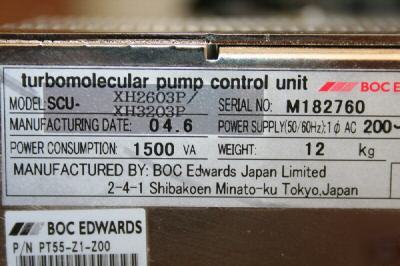 turbomolecular pump control unit BOC EDWARDS
MODEL: SCU- XH2603P/
XH3203P
SERIAL NO: M182760
MANUFACTURING DATE: 04.6
POWER SUPPLY(50/60Hz):1φ AC 200-
POWER CONSUMPTION: 1500 VA
WEIGHT: 12 kg
MANUFACTURED BY: BOC Edwards Japan Limited
2-4-1 Shibakoen Minato-ku Tokyo,Japan
BOC EDWARDS
P/N PT55-Z1-Z00